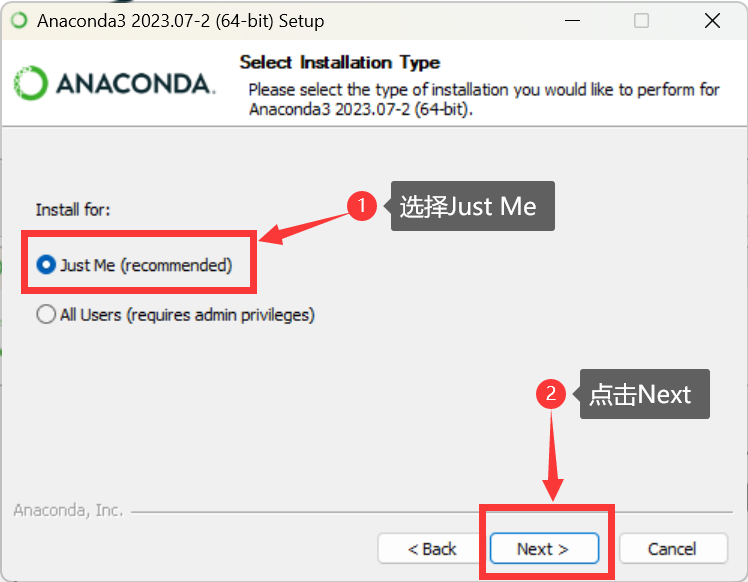 Anaconda3 2023.07-2 (64-bit) Setup
ANACONDA.
Select Installation Type
Please select the type of installation you would like to perform for
Anaconda3 2023.07-2 (64-bit).
Install for:
1
选择Just Me
Just Me (recommended)
All Users (requires admin privileges)
2
点击Next
Anaconda, Inc.
< Back
Next >
Cancel